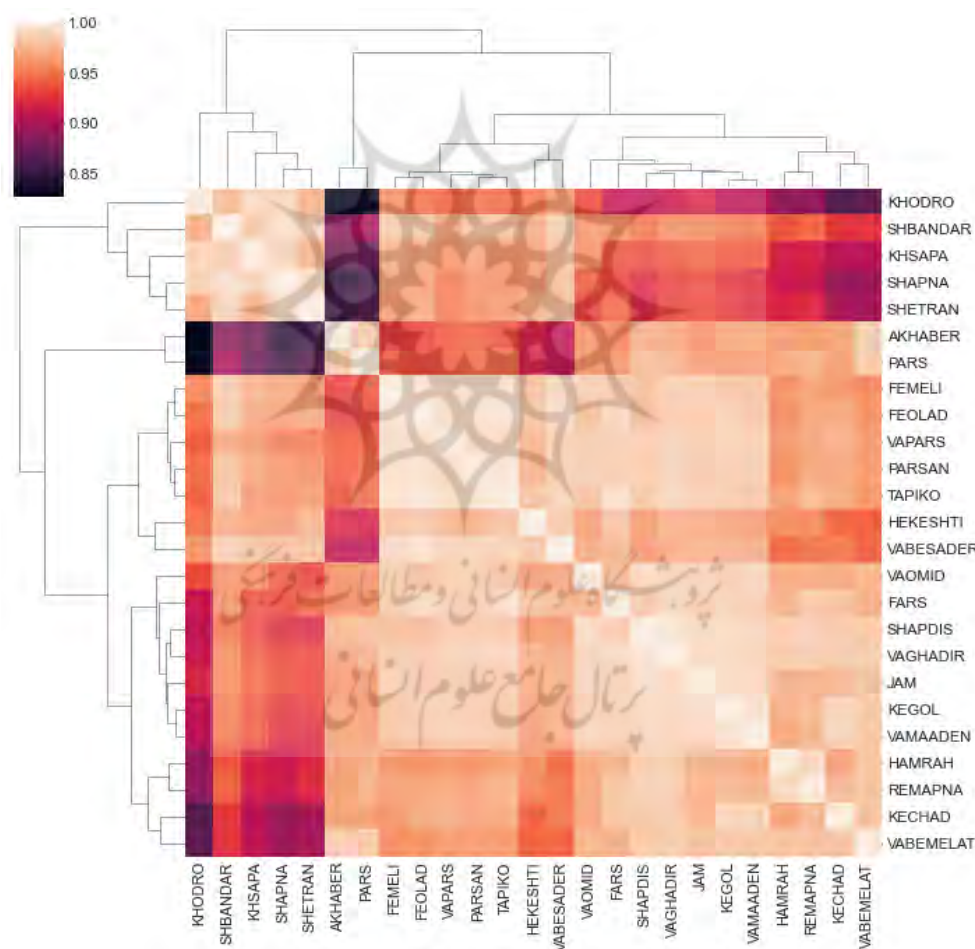 1.00
0.95
0.90
0.85
KHODRO
SHBANDAR
KHSAPA
SHAPNA
SHETRAN
AKHABER
PARS
FEMELI
FEOLAD
VAPARS
PARSAN
TAPIKO
HEKESHTI
VABESADER
VAOMID
FARS
SHAPDIS
VAGHADIR
JAM
KEGOL
VAMAADEN
HAMRAH
REMAPNA
KECHAD
VABEMELAT
پژوهشگاه علوم انسانی و مطالعات فرهنگی
پرتال جامع علوم انسانی
KHODRO
SHBANDAR
KHSAPA
SHAPNA
SHETRAN
AKHABER
PARS
FEMELI
FEOLAD
VAPARS
PARSAN
TAPIKO
HEKESHTI
VABESADER
VAOMID
FARS
SHAPDIS
VAGHADIR
JAM
KEGOL
VAMAADEN
HAMRAH
REMAPNA
KECHAD
VABEMELAT